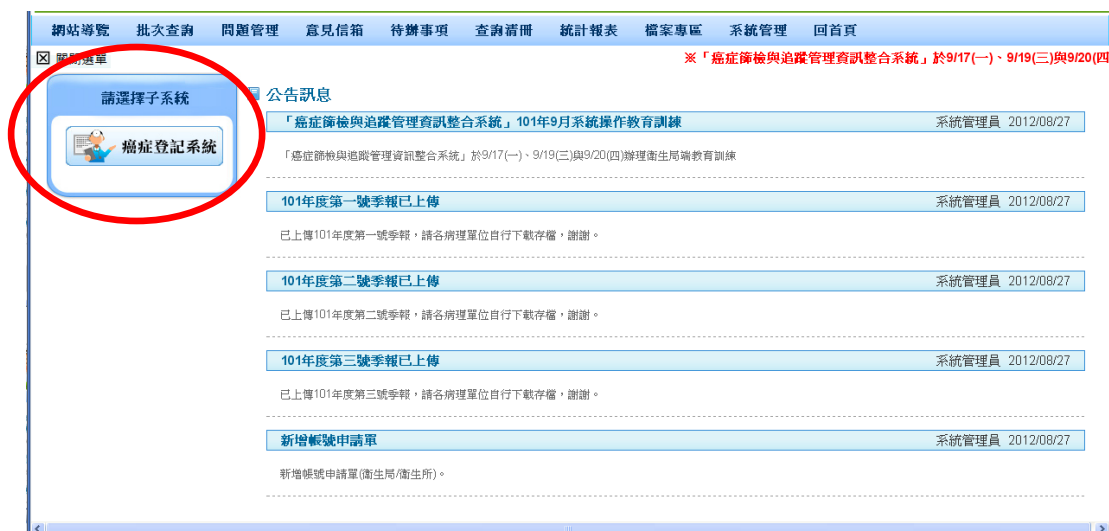 網站導覽 批次查詢 問題管理 意見信箱 待辦事項 查詢清冊 統計報表 檔案專區 系統管理 回首頁
關閉選單
※「癌症篩檢與追蹤管理資訊整合系統」於9/17(一)、9/19(三)與9/20(四
請選擇子系統
癌症登記系統
公告訊息
「癌症篩檢與追蹤管理資訊整合系統」101年9月系統操作教育訓練 系統管理員 2012/08/27
「癌症篩檢與追蹤管理資訊整合系統」於9/17(一)、9/19(三)與9/20(四)辦理衛生局端教育訓練
101年度第一號季報已上傳 系統管理員 2012/08/27
已上傳101年度第一號季報，請各病理單位自行下載存檔，謝謝。
101年度第二號季報已上傳 系統管理員 2012/08/27
已上傳101年度第二號季報，請各病理單位自行下載存檔，謝謝。
101年度第三號季報已上傳 系統管理員 2012/08/27
已上傳101年度第三號季報，請各病理單位自行下載存檔，謝謝。
新增帳號申請單 系統管理員 2012/08/27
新增帳號申請單(衛生局/衛生所)。